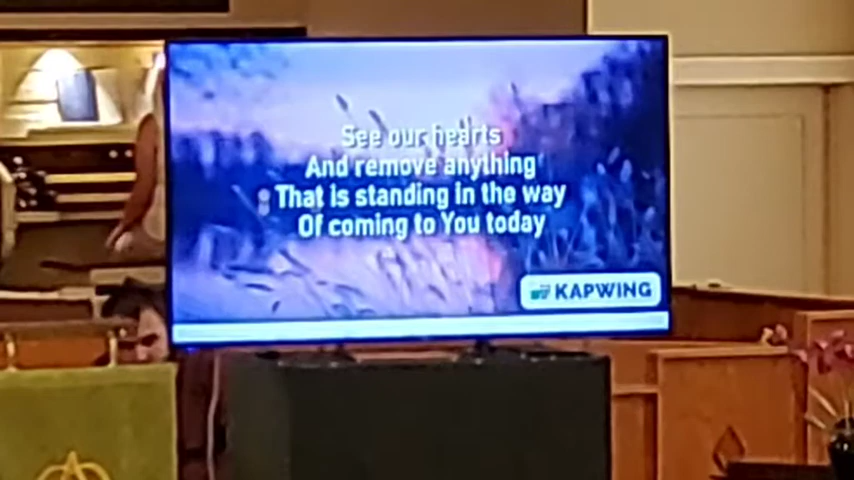 See our hearts
And remove anything
That is standing in the way
Of coming to You today
KAPWING